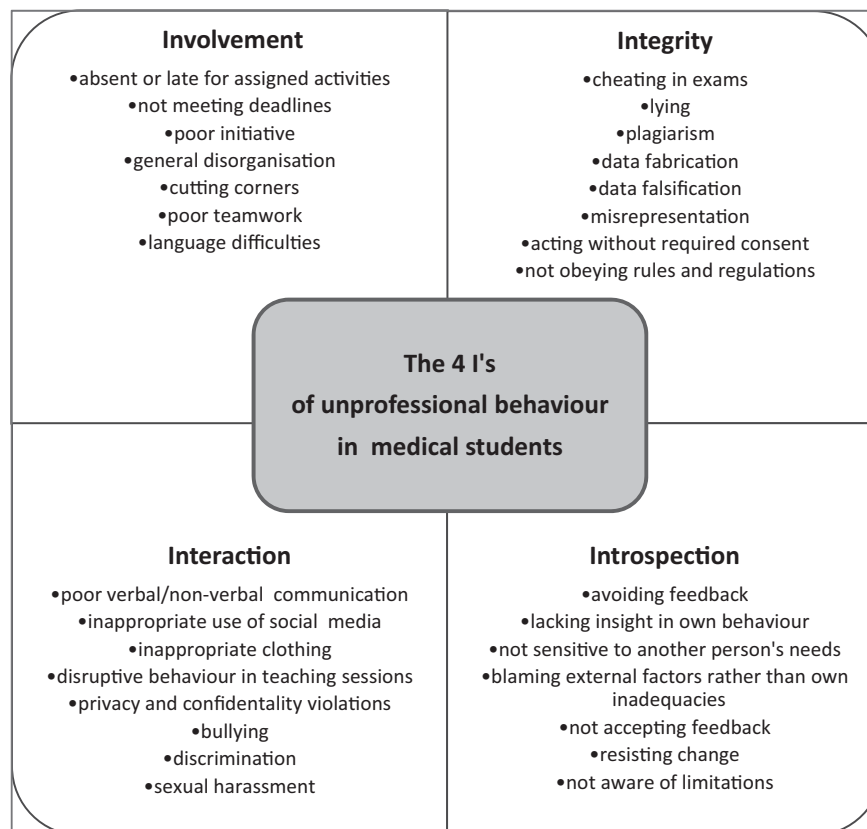 Involvement
•absent or late for assigned activities
•not meeting deadlines
•poor initiative
•general disorganisation
•cutting corners
•poor teamwork
•language difficulties
Integrity
•cheating in exams
•lying
•plagiarism
•data fabrication
•data falsification
•misrepresentation
•acting without required consent
•not obeying rules and regulations
The 4 I's
of unprofessional behaviour
in medical students
Interaction
•poor verbal/non-verbal communication
•inappropriate use of social media
•inappropriate clothing
•disruptive behaviour in teaching sessions
•privacy and confidentality violations
•bullying
•discrimination
•sexual harassment
Introspection
•avoiding feedback
•lacking insight in own behaviour
•not sensitive to another person's needs
•blaming external factors rather than own
inadequacies
•not accepting feedback
•resisting change
•not aware of limitations